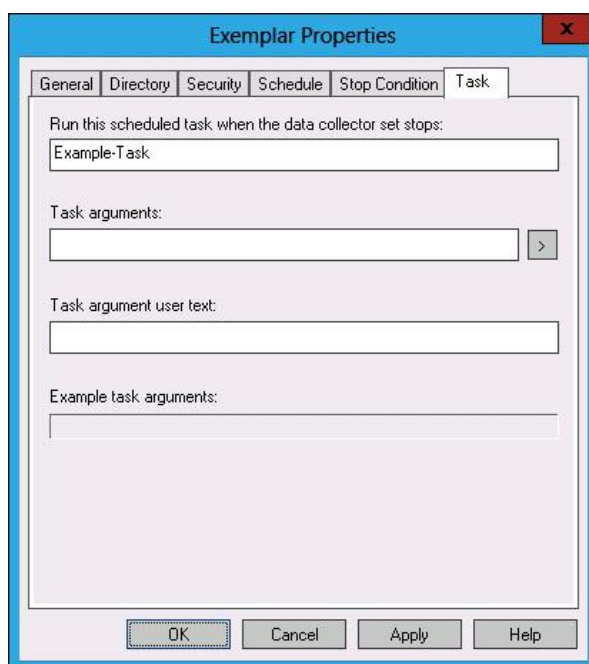 Exemplar Properties
x
General Directory Security Schedule Stop Condition Task
Run this scheduled task when the data collector set stops:
Example-Task
Task arguments:
>
Task argument user text:
Example task arguments:
OK Cancel Apply Help